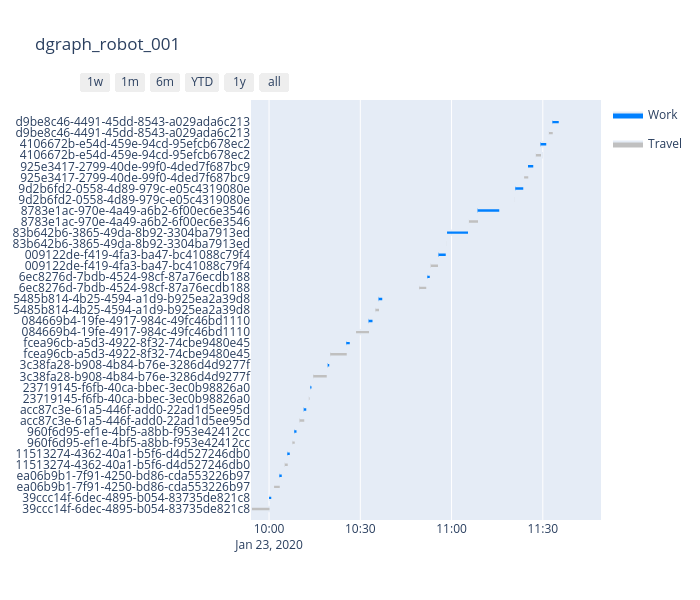 dgraph_robot_001
1w 1m 6m YTD 1y all
Work
Travel
d9be8c46-4491-45dd-8543-a029ada6c213
d9be8c46-4491-45dd-8543-a029ada6c213
4106672b-e54d-459e-94cd-95efcb678ec2
4106672b-e54d-459e-94cd-95efcb678ec2
925e3417-2799-40de-99f0-4ded7f687bc9
925e3417-2799-40de-99f0-4ded7f687bc9
9d2b6fd2-0558-4d89-979c-e05c4319080e
9d2b6fd2-0558-4d89-979c-e05c4319080e
8783e1ac-970e-4a49-a6b2-6f00ec6e3546
8783e1ac-970e-4a49-a6b2-6f00ec6e3546
83b642b6-3865-49da-8b92-3304ba7913ed
83b642b6-3865-49da-8b92-3304ba7913ed
009122de-f419-4fa3-ba47-bc41088c79f4
009122de-f419-4fa3-ba47-bc41088c79f4
6ec8276d-7bdb-4524-98cf-87a76ecdb188
6ec8276d-7bdb-4524-98cf-87a76ecdb188
5485b814-4b25-4594-a1d9-b925ea2a39d8
5485b814-4b25-4594-a1d9-b925ea2a39d8
084669b4-19fe-4917-984c-49fc46bd1110
084669b4-19fe-4917-984c-49fc46bd1110
fcea96cb-a5d3-4922-8f32-74cbe9480e45
fcea96cb-a5d3-4922-8f32-74cbe9480e45
3c38fa28-b908-4b84-b76e-3286d4d9277f
3c38fa28-b908-4b84-b76e-3286d4d9277f
23719145-f6fb-40ca-bbec-3ec0b98826a0
23719145-f6fb-40ca-bbec-3ec0b98826a0
acc87c3e-61a5-446f-add0-22ad1d5ee95d
acc87c3e-61a5-446f-add0-22ad1d5ee95d
960f6d95-ef1e-4bf5-a8bb-f953e42412cc
960f6d95-ef1e-4bf5-a8bb-f953e42412cc
11513274-4362-40a1-b5f6-d4d527246db0
11513274-4362-40a1-b5f6-d4d527246db0
ea06b9b1-7f91-4250-bd86-cda553226b97
ea06b9b1-7f91-4250-bd86-cda553226b97
39ccc14f-6dec-4895-b054-83735de821c8
39ccc14f-6dec-4895-b054-83735de821c8
10:00 10:30 11:00 11:30
Jan 23, 2020